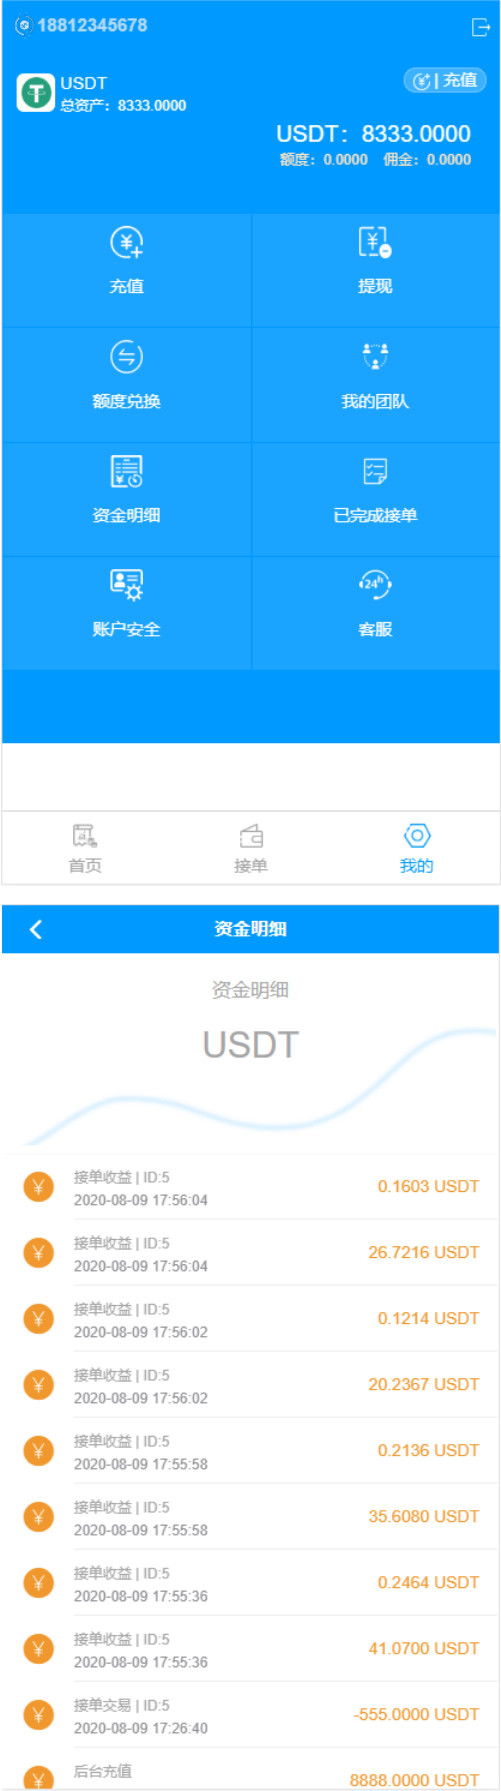 18812345678
USDT
总资产：8333.0000
充值
USDT：8333.0000
额度：0.0000 佣金：0.0000
充值
提现
额度兑换
我的团队
资金明细
已完成接单
24h
账户安全
客服
首页
接单
我的
资金明细
资金明细
USDT
接单收益 | ID:5
2020-08-09 17:56:04
0.1603 USDT
接单收益 | ID:5
2020-08-09 17:56:04
26.7216 USDT
接单收益 | ID:5
2020-08-09 17:56:02
0.1214 USDT
接单收益 | ID:5
2020-08-09 17:56:02
20.2367 USDT
接单收益 | ID:5
2020-08-09 17:55:58
0.2136 USDT
接单收益 | ID:5
2020-08-09 17:55:58
35.6080 USDT
接单收益 | ID:5
2020-08-09 17:55:36
0.2464 USDT
接单收益 | ID:5
2020-08-09 17:55:36
41.0700 USDT
接单交易 | ID:5
2020-08-09 17:26:40
-555.0000 USDT
后台充值
8888.0000 USDT